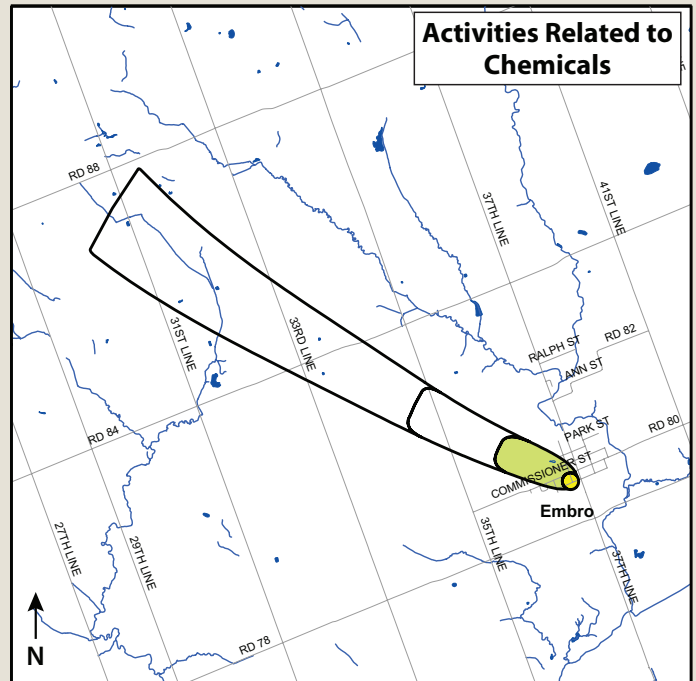 Activities Related to
Chemicals
RD 88
37TH LINE
41ST LINE
31ST LINE
33RD LINE
RALPH ST
RD 82
ANN ST
PARK ST
RD 80
RD 84
COMMISSIONER ST
Embro
27TH LINE
29TH LINE
35TH LINE
37TH LINE
RD 78
N